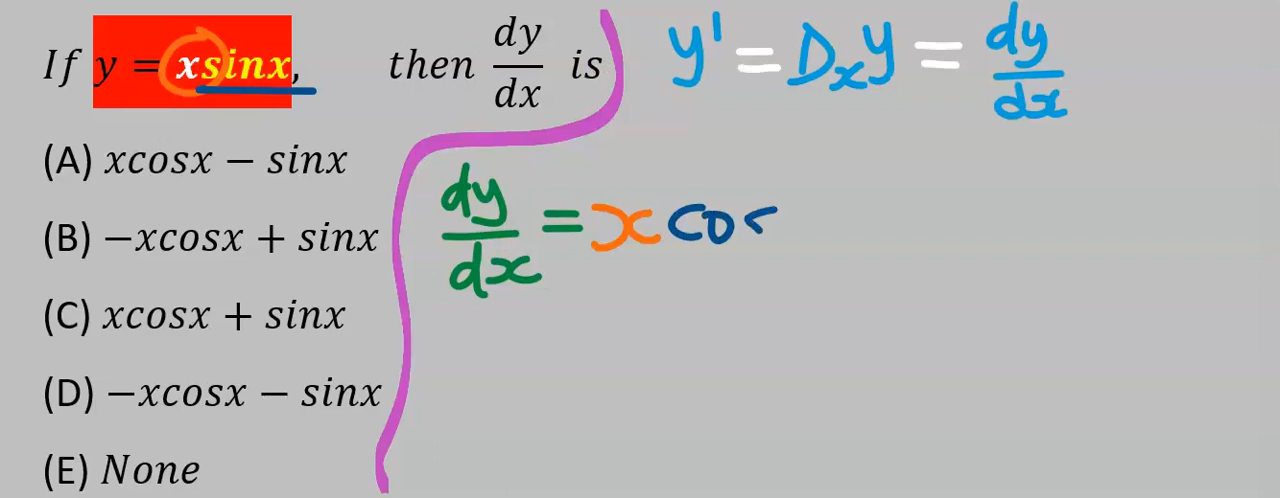 If y = xsinx, then dy/dx is
y' = Dₓy = dy/dx
(A) xcosx − sinx
dy/dx = x cos
(B) −xcosx + sinx
(C) xcosx + sinx
(D) −xcosx − sinx
(E) None